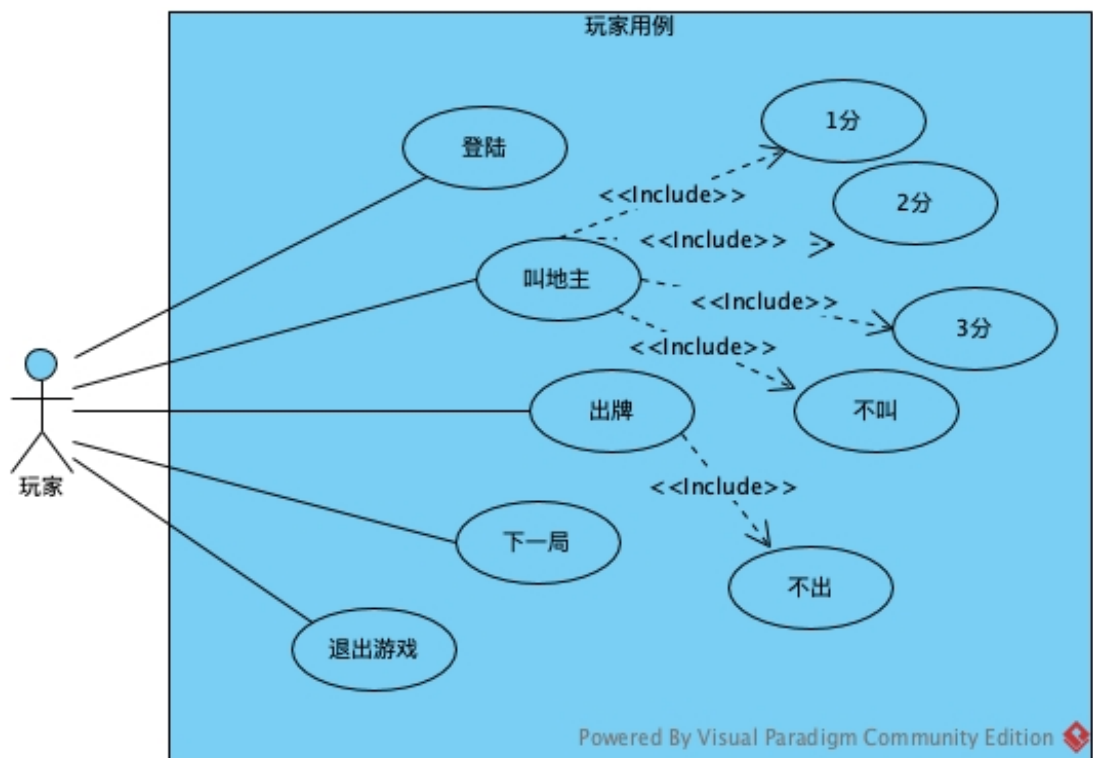 玩家用例
1分
登陆
<<Include>>
2分
<<Include>>
叫地主
<<Include>>
3分
<<Include>>
出牌
不叫
玩家
<<Include>>
下一局
不出
退出游戏
Powered By Visual Paradigm Community Edition